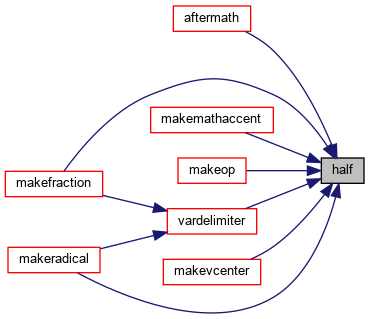 aftermath
makemathaccent
half
makeop
makefraction
vardelimiter
makeradical
makevcenter